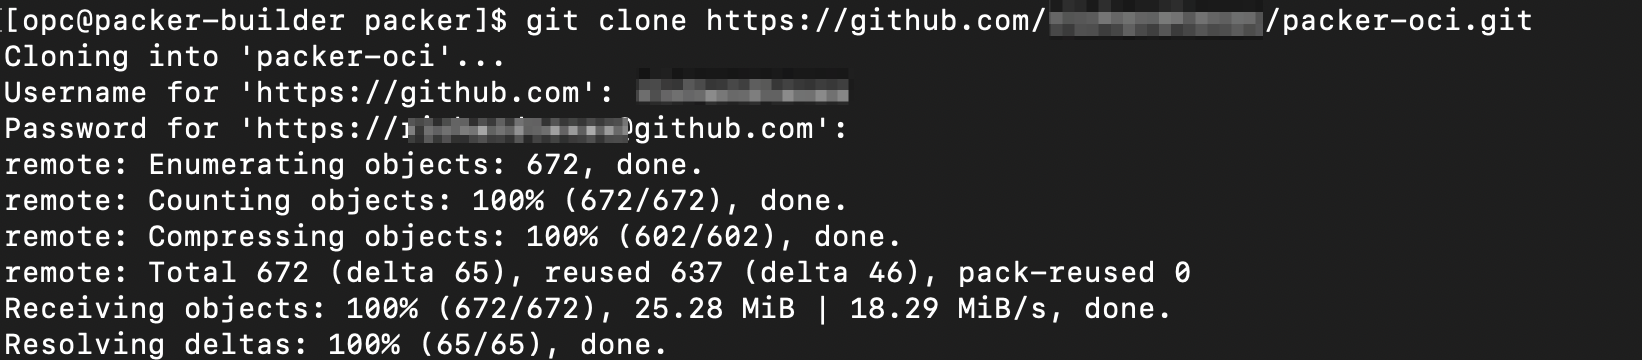 [[opc@packer-builder packer]$ git clone https://github.com/ /packer-oci.git
Cloning into 'packer-oci'...
Username for 'https://github.com':
Password for 'https:// @github.com':
remote: Enumerating objects: 672, done.
remote: Counting objects: 100% (672/672), done.
remote: Compressing objects: 100% (602/602), done.
remote: Total 672 (delta 65), reused 637 (delta 46), pack-reused 0
Receiving objects: 100% (672/672), 25.28 MiB | 18.29 MiB/s, done.
Resolving deltas: 100% (65/65), done.